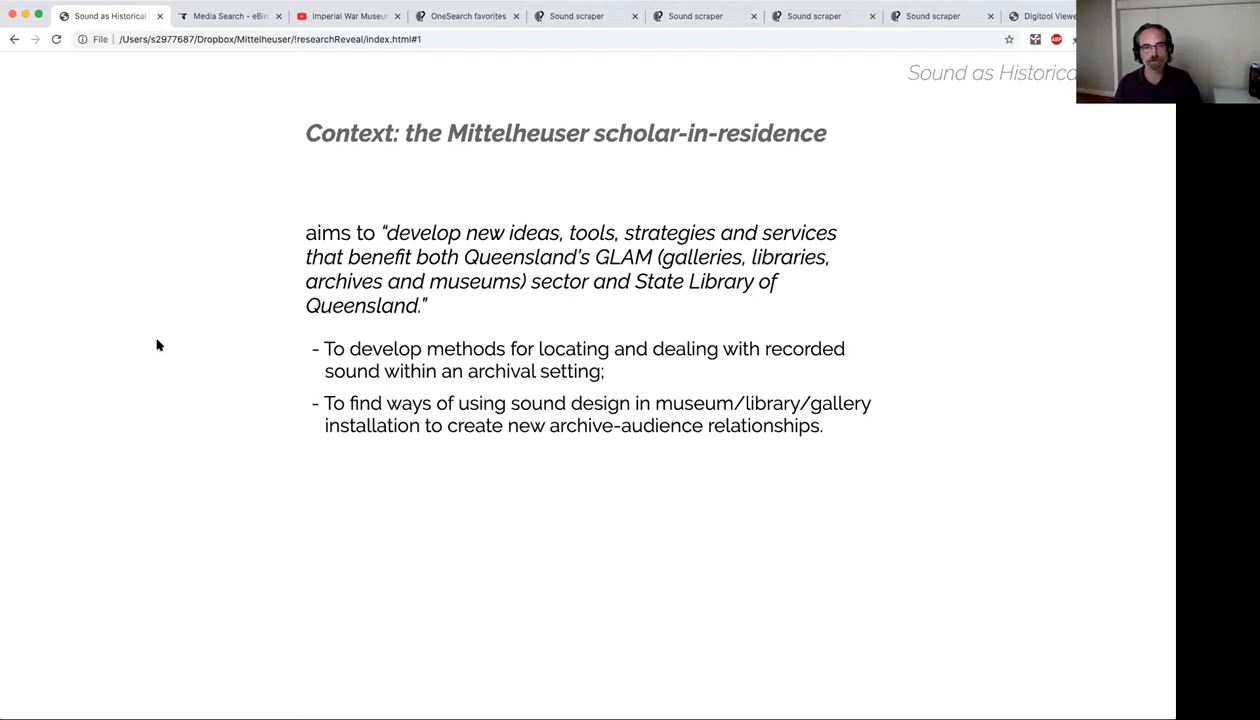 Sound as Historical
Media Search - eBir
Imperial War Museu
OneSearch favorites
Sound scraper
Sound scraper
Sound scraper
Sound scraper
Digitool Viewe
File
/Users/s2977687/Dropbox/Mittelheuser/!researchReveal/index.html#1
ABP
Sound as Historica
Context: the Mittelheuser scholar-in-residence
aims to “develop new ideas, tools, strategies and services
that benefit both Queensland’s GLAM (galleries, libraries,
archives and museums) sector and State Library of
Queensland.”
- To develop methods for locating and dealing with recorded
sound within an archival setting;
- To find ways of using sound design in museum/library/gallery
installation to create new archive-audience relationships.